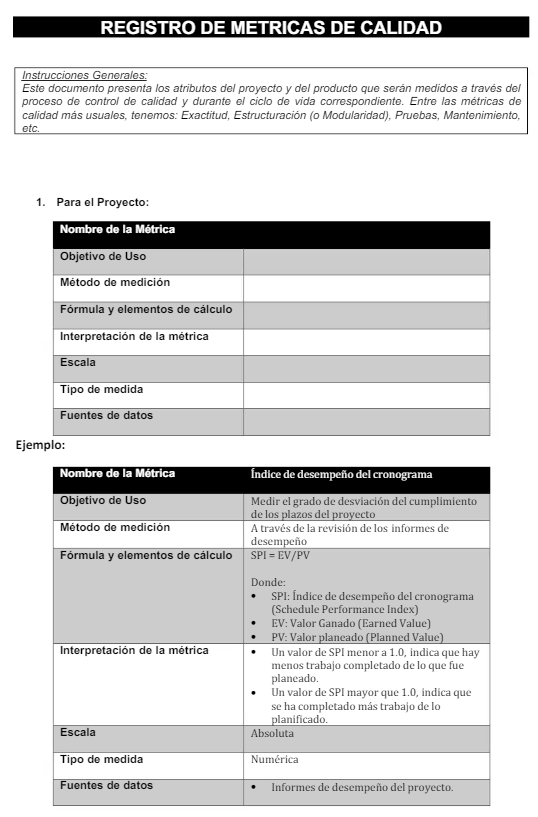 REGISTRO DE METRICAS DE CALIDAD
Instrucciones Generales:
Este documento presenta los atributos del proyecto y del producto que serán medidos a través del
proceso de control de calidad y durante el ciclo de vida correspondiente. Entre las métricas de
calidad más usuales, tenemos: Exactitud, Estructuración (o Modularidad), Pruebas, Mantenimiento,
etc.
1. Para el Proyecto:
Nombre de la Métrica
Objetivo de Uso
Método de medición
Fórmula y elementos de cálculo
Interpretación de la métrica
Escala
Tipo de medida
Fuentes de datos
Ejemplo:
Nombre de la Métrica Índice de desempeño del cronograma
Objetivo de Uso Medir el grado de desviación del cumplimiento
de los plazos del proyecto
Método de medición A través de la revisión de los informes de
desempeño
Fórmula y elementos de cálculo SPI = EV/PV
Donde:
• SPI: Índice de desempeño del cronograma
(Schedule Performance Index)
• EV: Valor Ganado (Earned Value)
• PV: Valor planeado (Planned Value)
Interpretación de la métrica • Un valor de SPI menor a 1.0, indica que hay
menos trabajo completado de lo que fue
planeado.
• Un valor de SPI mayor que 1.0, indica que
se ha completado más trabajo de lo
planificado.
Escala Absoluta
Tipo de medida Numérica
Fuentes de datos • Informes de desempeño del proyecto.